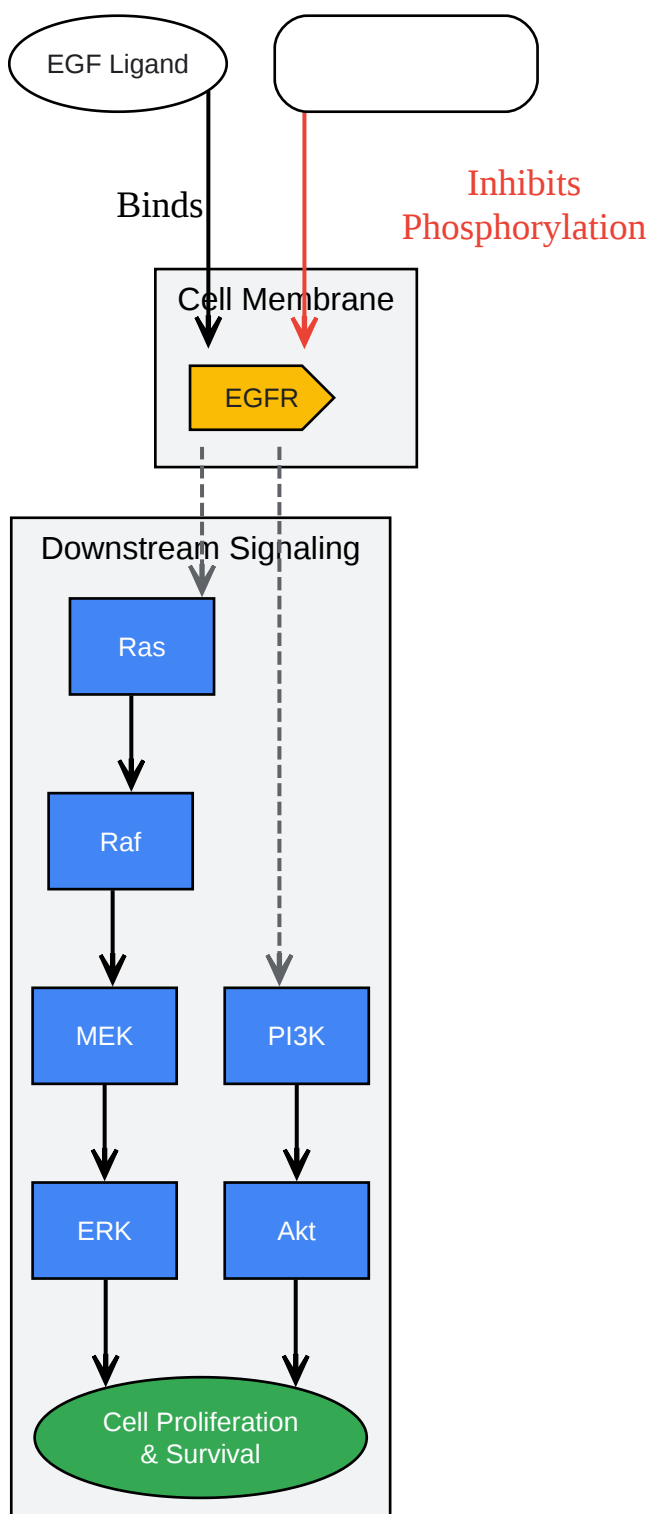 EGF Ligand
Binds
Inhibits
Phosphorylation
Cell Membrane
EGFR
Downstream Signaling
Ras
Raf
MEK
PI3K
ERK
Akt
Cell Proliferation
& Survival